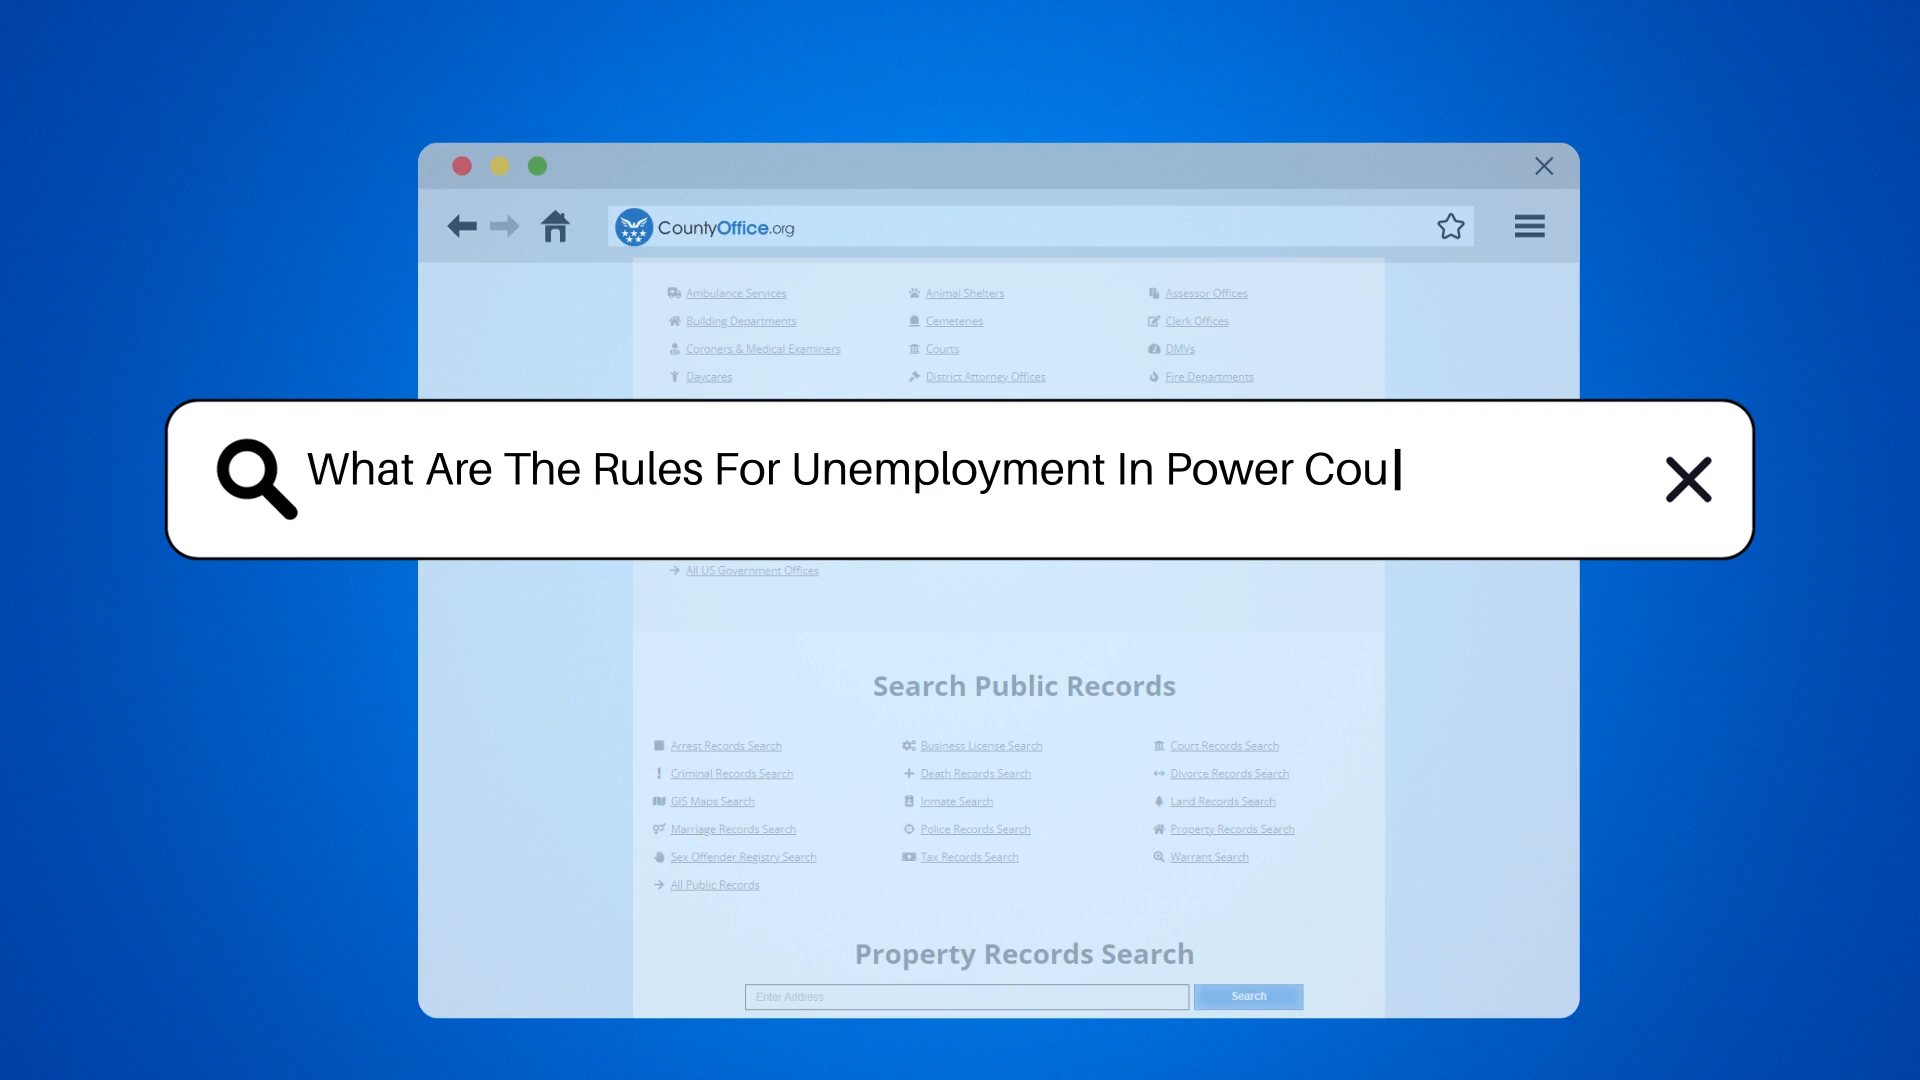 CountyOffice.org
Ambulance Services Animal Shelters Assessor Offices
Building Departments Cemeteries Clerk Offices
Coroners & Medical Examiners Courts DMVs
Daycares District Attorney Offices Fire Departments
What Are The Rules For Unemployment In Power Cou
All US Government Offices
Search Public Records
Arrest Records Search Business License Search Court Records Search
Criminal Records Search Death Records Search Divorce Records Search
GIS Maps Search Inmate Search Land Records Search
Marriage Records Search Police Records Search Property Records Search
Sex Offender Registry Search Tax Records Search Warrant Search
All Public Records
Property Records Search
Enter Address Search